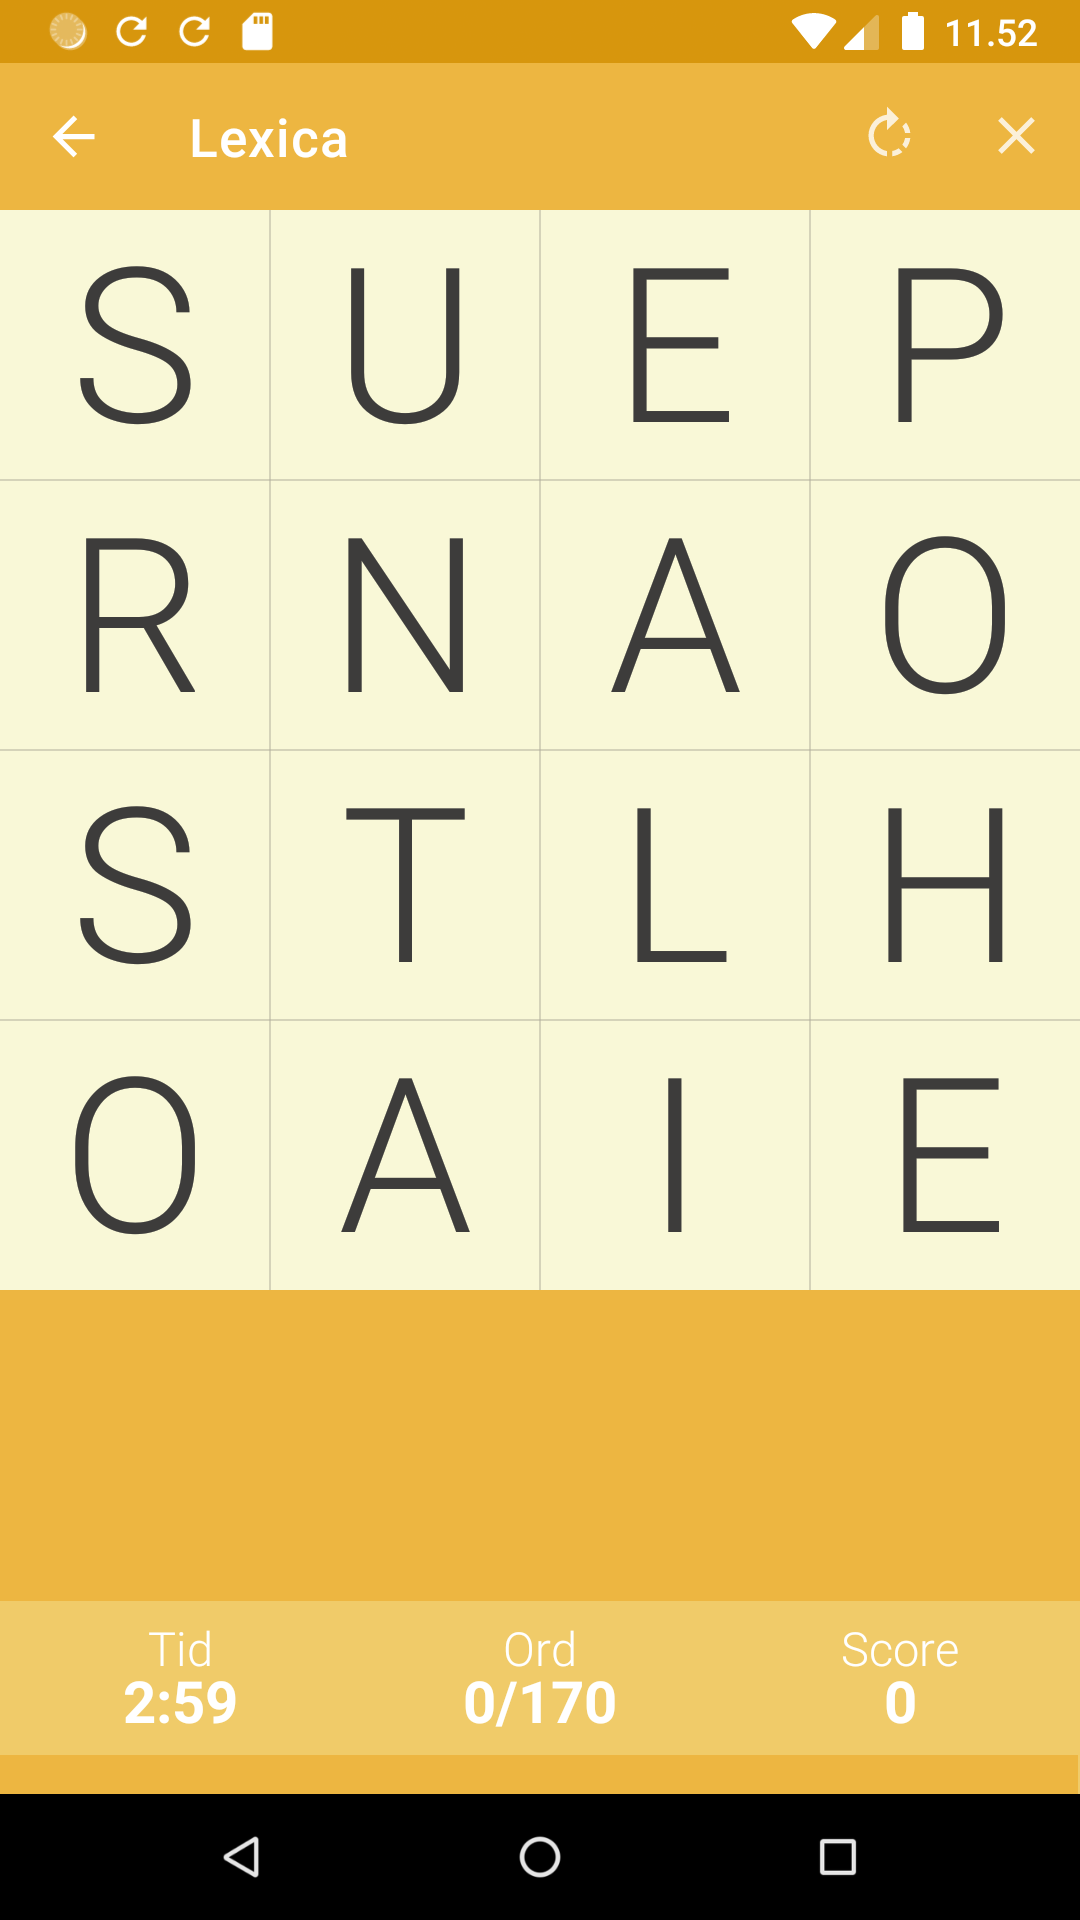 11.52
Lexica
S U E P
R N A O
S T L H
O A I E
Tid Ord Score
2:59 0/170 0